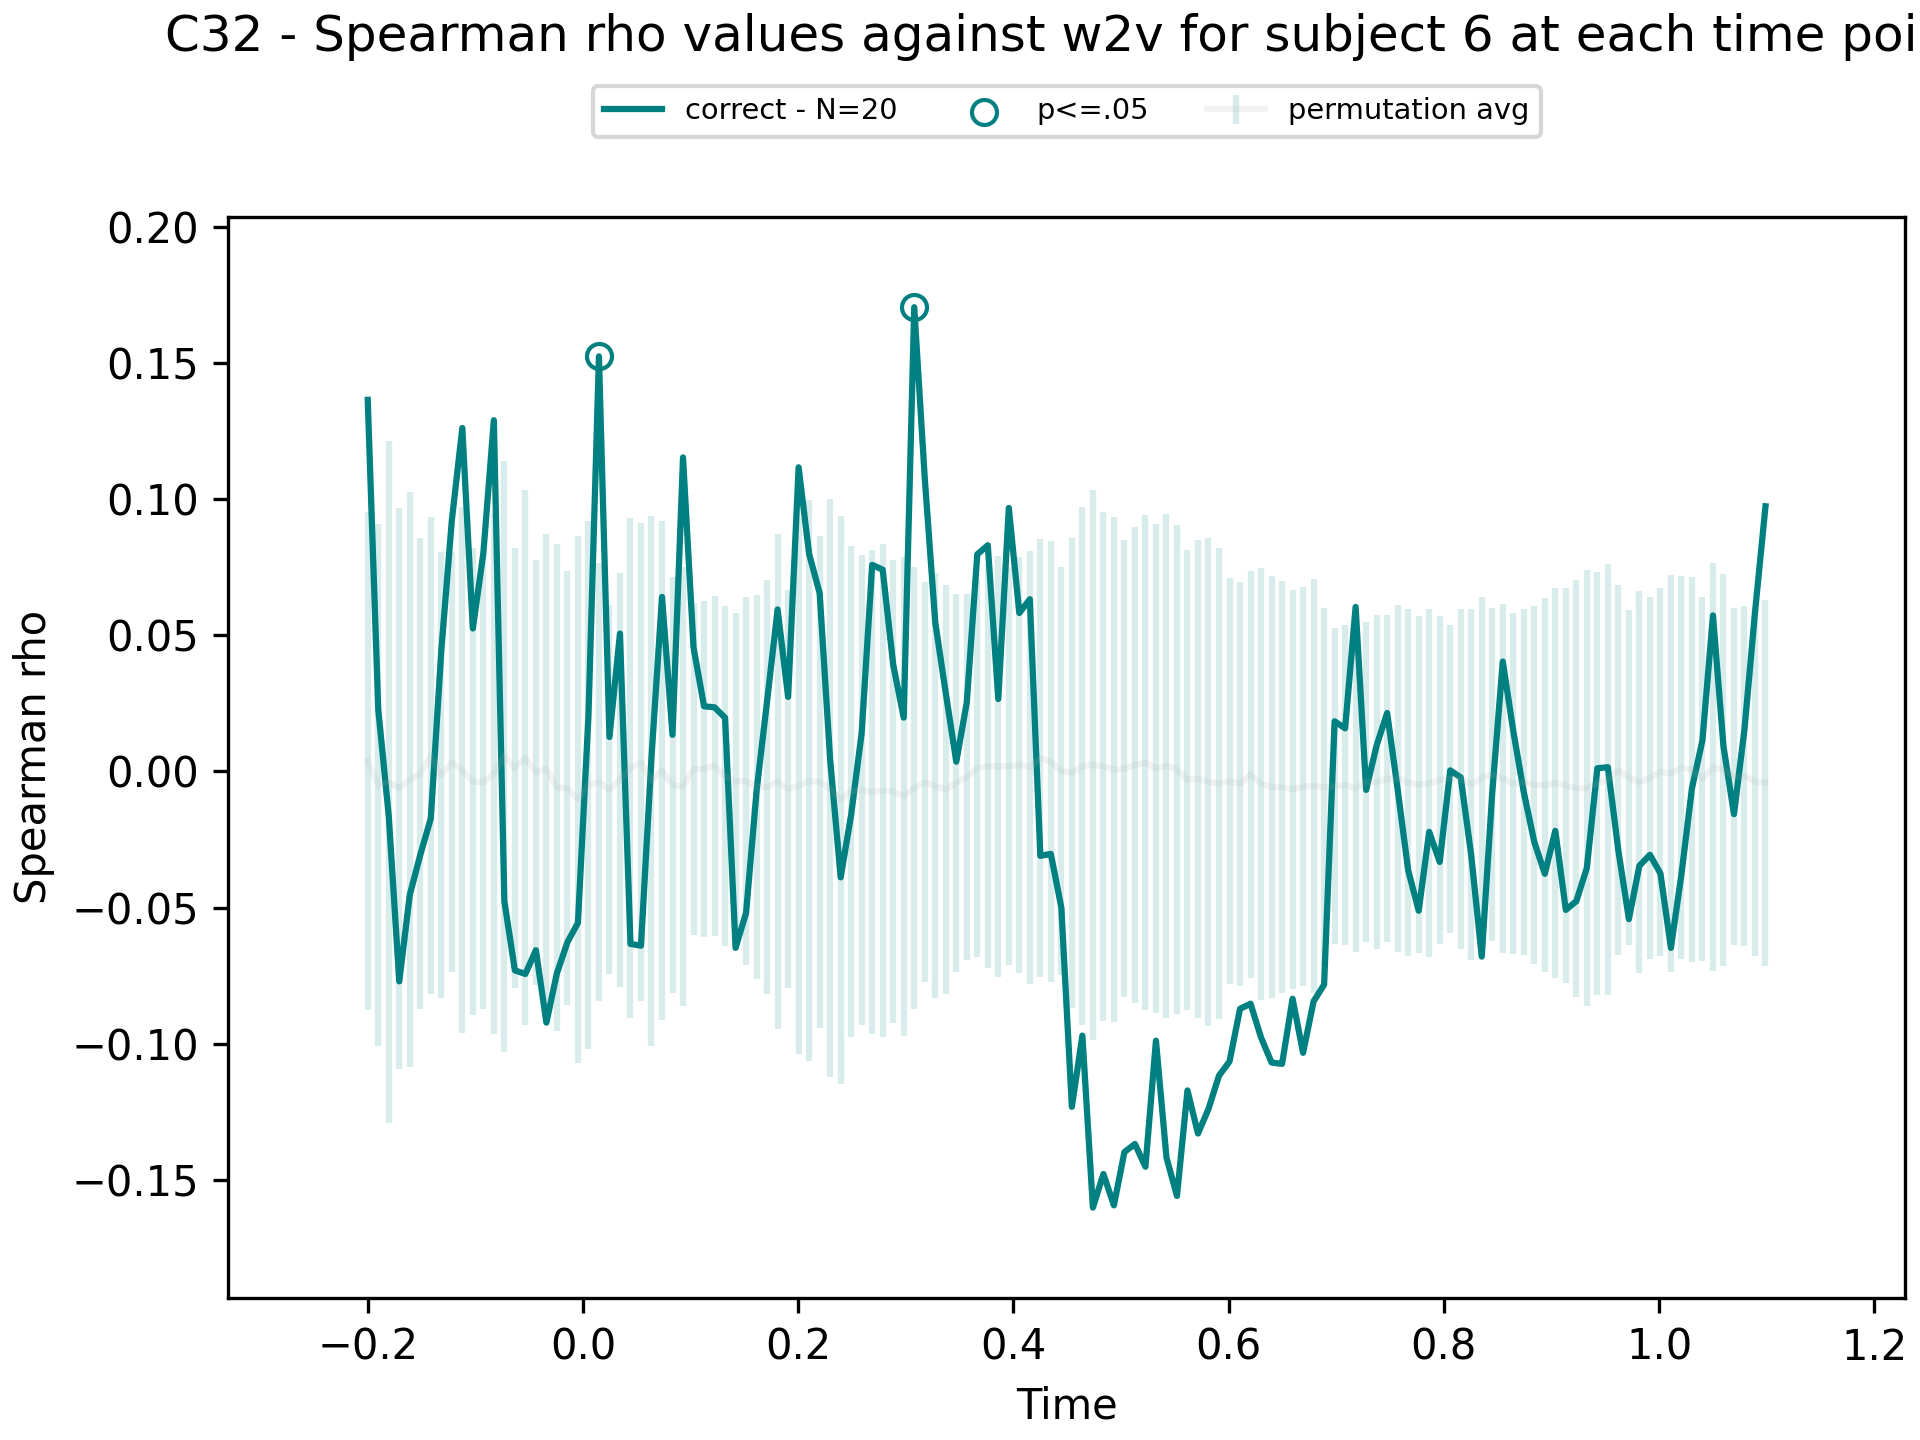 C32 - Spearman rho values against w2v for subject 6 at each time poi
correct - N=20 p<=.05 permutation avg
0.20
0.15
0.10
0.05
0.00
−0.05
−0.10
−0.15
Spearman rho
−0.2 0.0 0.2 0.4 0.6 0.8 1.0 1.2
Time